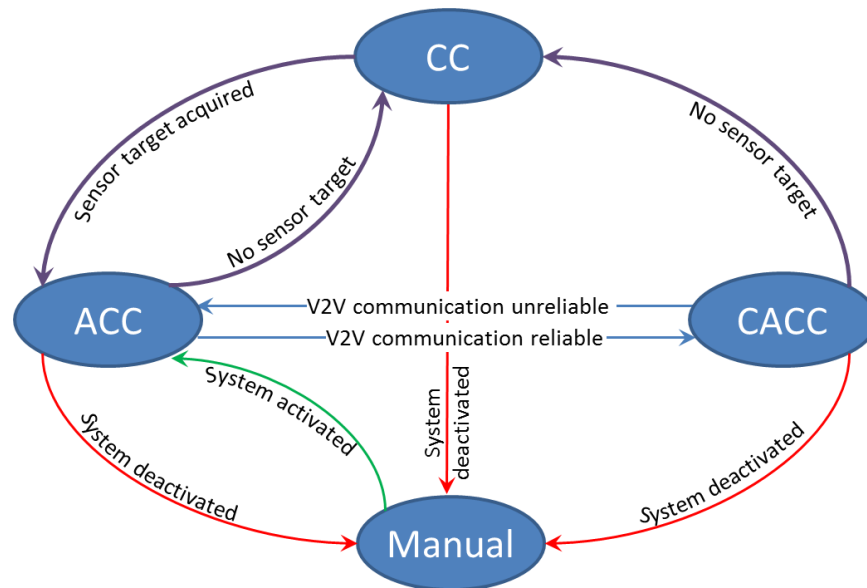 CC
Sensor target acquired
No sensor target
No sensor target
ACC
V2V communication unreliable
V2V communication reliable
CACC
System activated
System deactivated
System
deactivated
System deactivated
Manual